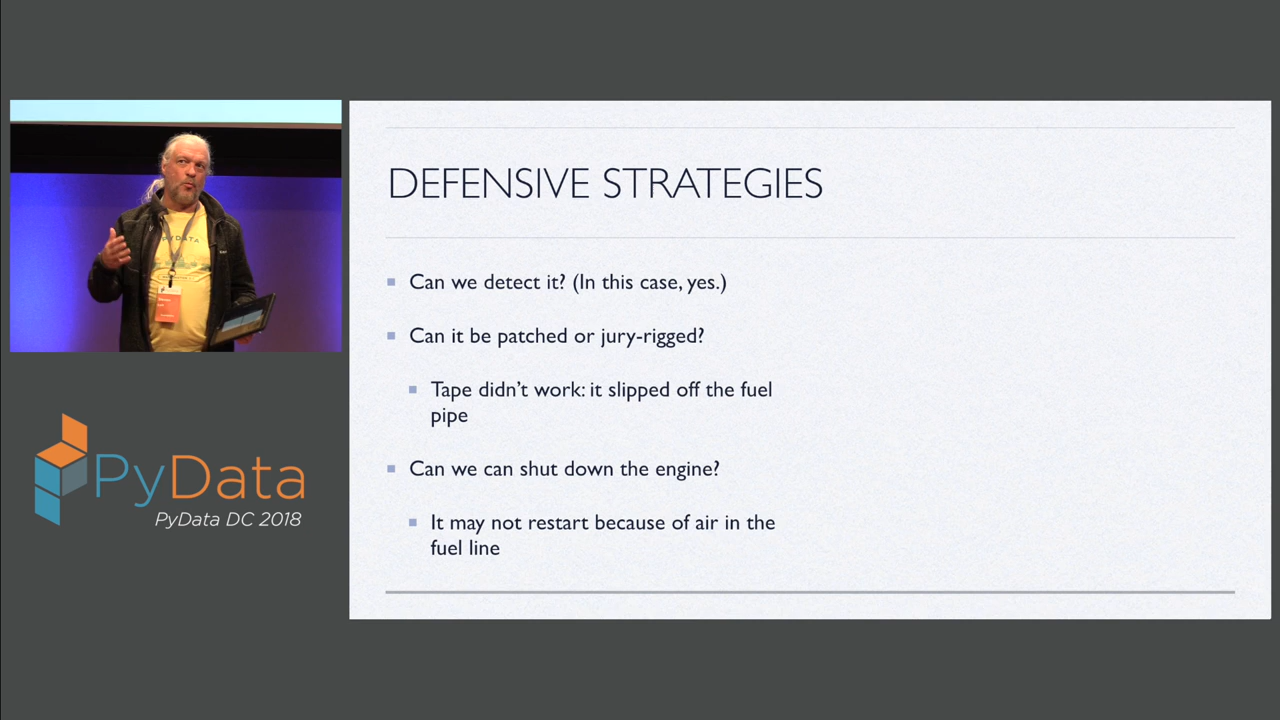 DEFENSIVE STRATEGIES
Can we detect it? (In this case, yes.)
Can it be patched or jury-rigged?
Tape didn't work: it slipped off the fuel
pipe
Can we can shut down the engine?
It may not restart because of air in the
fuel line
PYDATA
PyData
PyData DC 2018